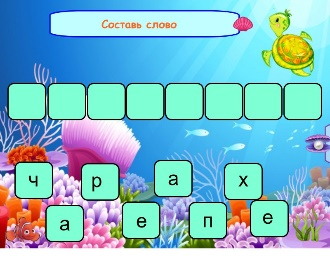 Составь слово
ч р а х
а е п е